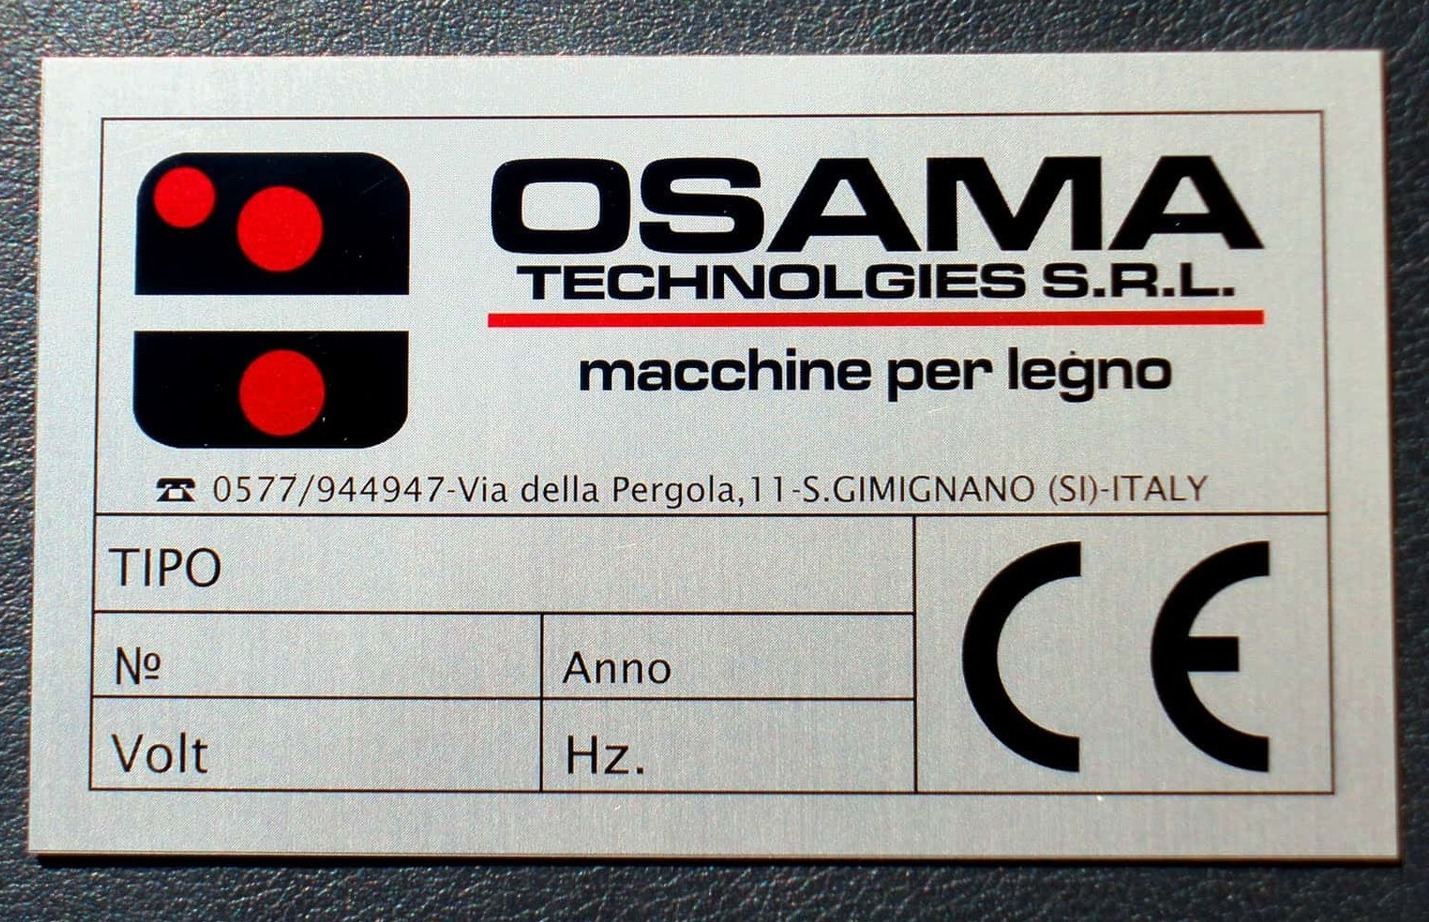 OSAMA
TECHNOLGIES S.R.L.
macchine per legno
☎ 0577/944947-Via della Pergola,11-S.GIMIGNANO (SI)-ITALY
TIPO
CE
Nº
Anno
Volt
Hz.